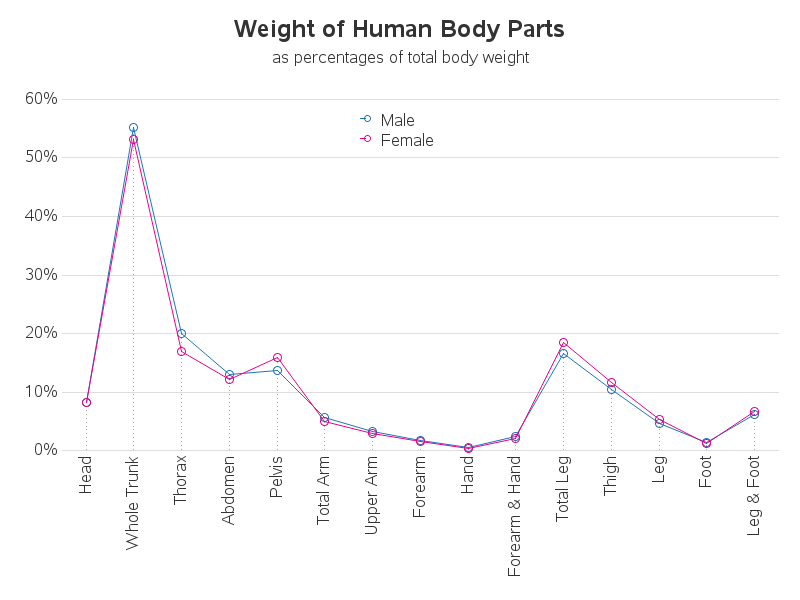 Weight of Human Body Parts
as percentages of total body weight
60%
50%
40%
30%
20%
10%
0%
Male
Female
Head
Whole Trunk
Thorax
Abdomen
Pelvis
Total Arm
Upper Arm
Forearm
Hand
Forearm & Hand
Total Leg
Thigh
Leg
Foot
Leg & Foot